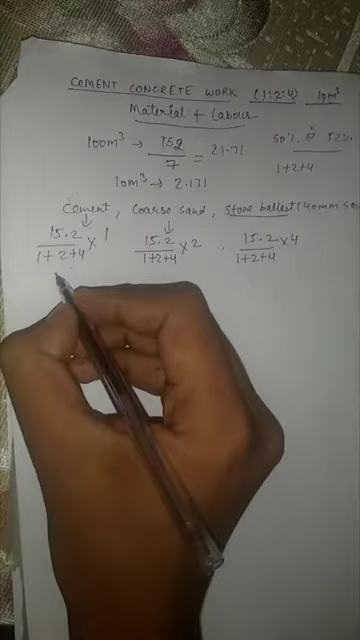 CEMENT CONCRETE WORK (1:2:4) 10m³
Material + Labour
100m³ → 152/7 = 21.71
50% 52%
1+2+4
10m³ → 2.171
Cement, Coarse sand, Stone ballast (40mm
15.2/1+2+4 × 1
15.2/1+2+4 × 2, 15.2/1+2+4 × 4